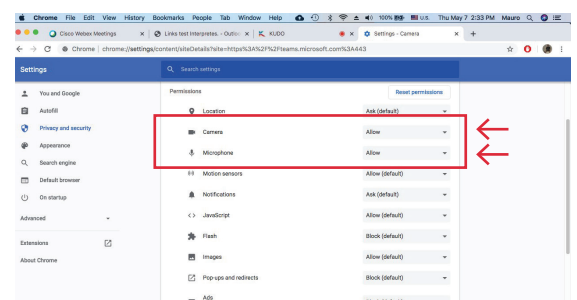 Chrome File Edit View History Bookmarks People Tab Window Help U.S. Thu May 7 2:33 PM Mauro
Cisco Webex Meetings Links test Interpretes. - Outloo KUDO Settings - Camera
Chrome | chrome://settings/content/siteDetails?site=https%3A%2F%2Fteams.microsoft.com%3A443
Settings Search settings
You and Google
Autofill
Privacy and security
Appearance
Search engine
Default browser
On startup
Advanced
Extensions
About Chrome
Permissions Reset permissions
Location Ask (default)
Camera Allow
Microphone Allow
Motion sensors Allow (default)
Notifications Ask (default)
<> JavaScript Allow (default)
Flash Block (default)
Images Allow (default)
Pop-ups and redirects Block (default)
Ads